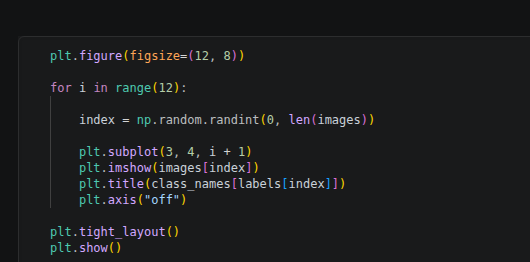 plt.figure(figsize=(12, 8))
for i in range(12):
index = np.random.randint(0, len(images))
plt.subplot(3, 4, i + 1)
plt.imshow(images[index])
plt.title(class_names[labels[index]])
plt.axis("off")
plt.tight_layout()
plt.show()